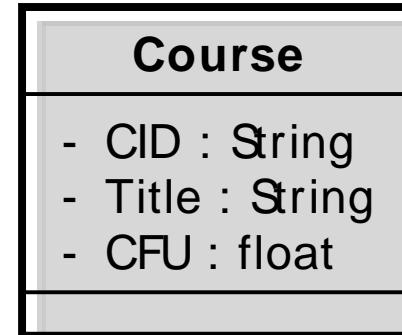 Course
- CID : String
- Title : String
- CFU : float